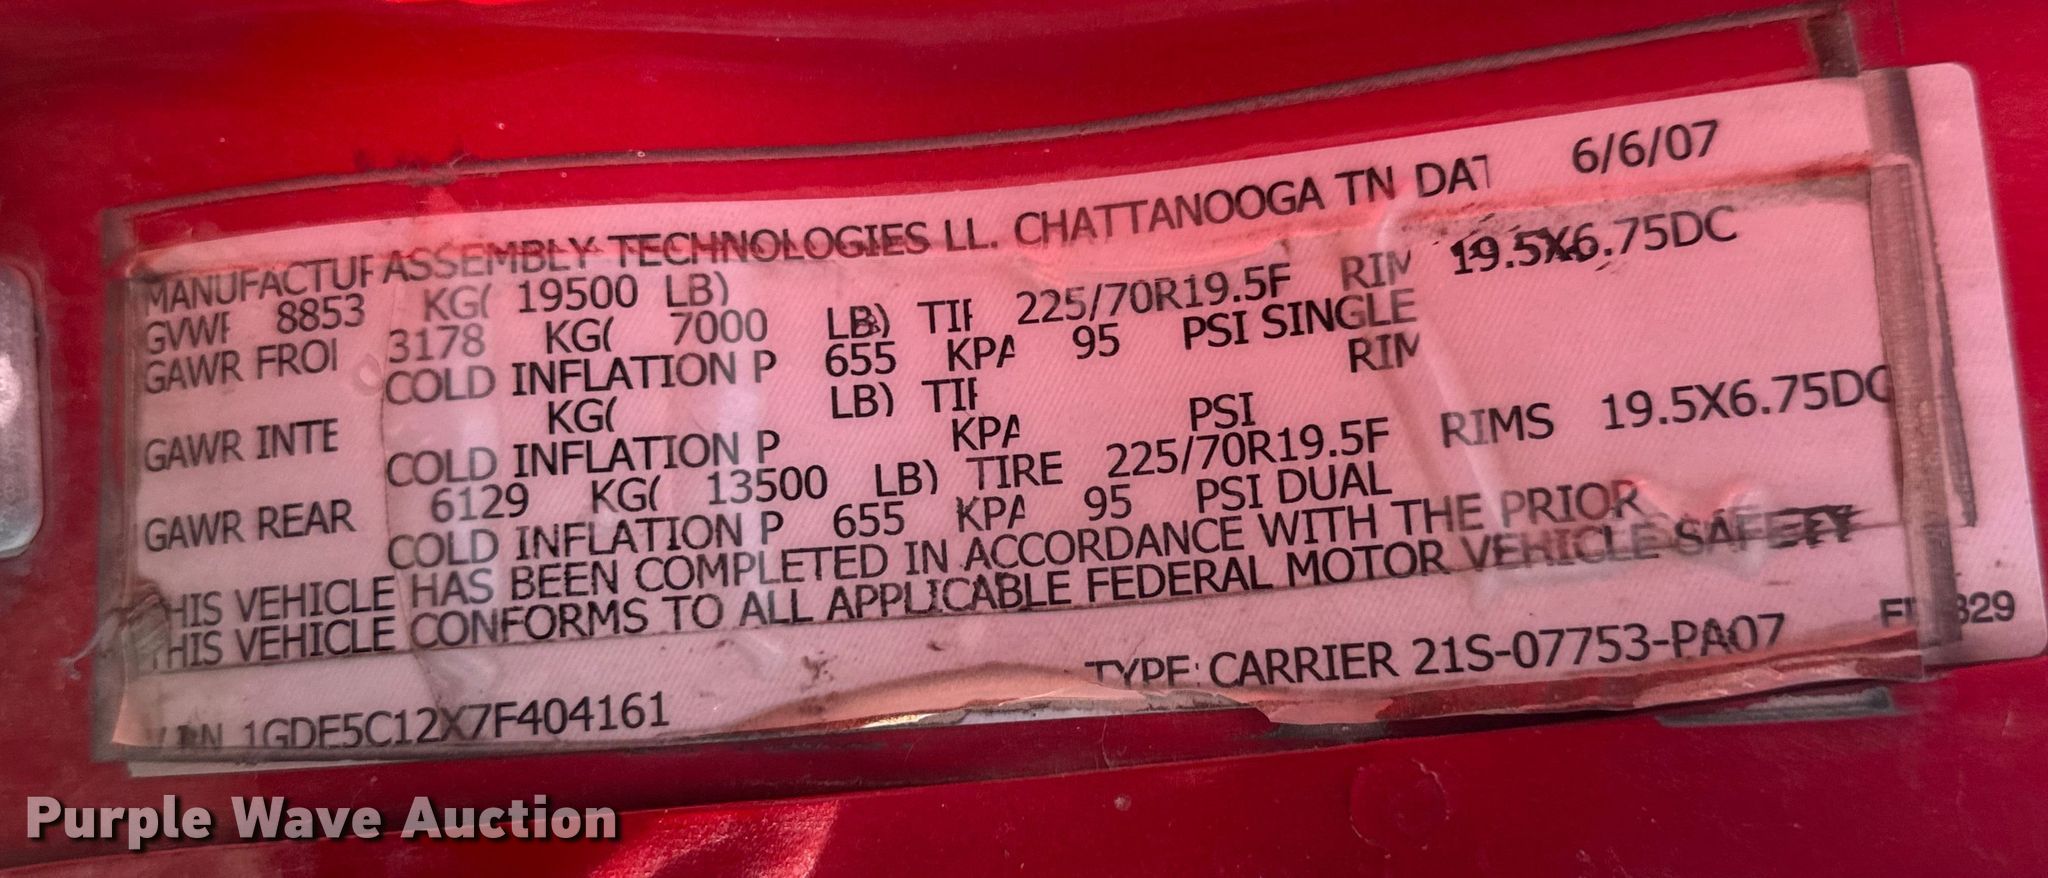 MANUFACTUF ASSEMBLY TECHNOLOGIES LL. CHATTANOOGA TN DAT 6/6/07
GVWF 8853 KG( 19500 LB)
GAWR FROI 3178 KG( 7000 LB) TIF 225/70R19.5F RIM 19.5X6.75DC
COLD INFLATION P 655 KPA 95 PSI SINGLE
GAWR INTE KG( LB) TIF RIM
COLD INFLATION P KPA PSI
GAWR REAR 6129 KG( 13500 LB) TIRE 225/70R19.5F RIMS 19.5X6.75DC
COLD INFLATION P 655 KPA 95 PSI DUAL
HIS VEHICLE HAS BEEN COMPLETED IN ACCORDANCE WITH THE PRIOR
THIS VEHICLE CONFORMS TO ALL APPLICABLE FEDERAL MOTOR VEHICLE SAFETY
829
TYPE: CARRIER 21S-07753-PA07
1GDE5C12X7F404161
Purple Wave Auction